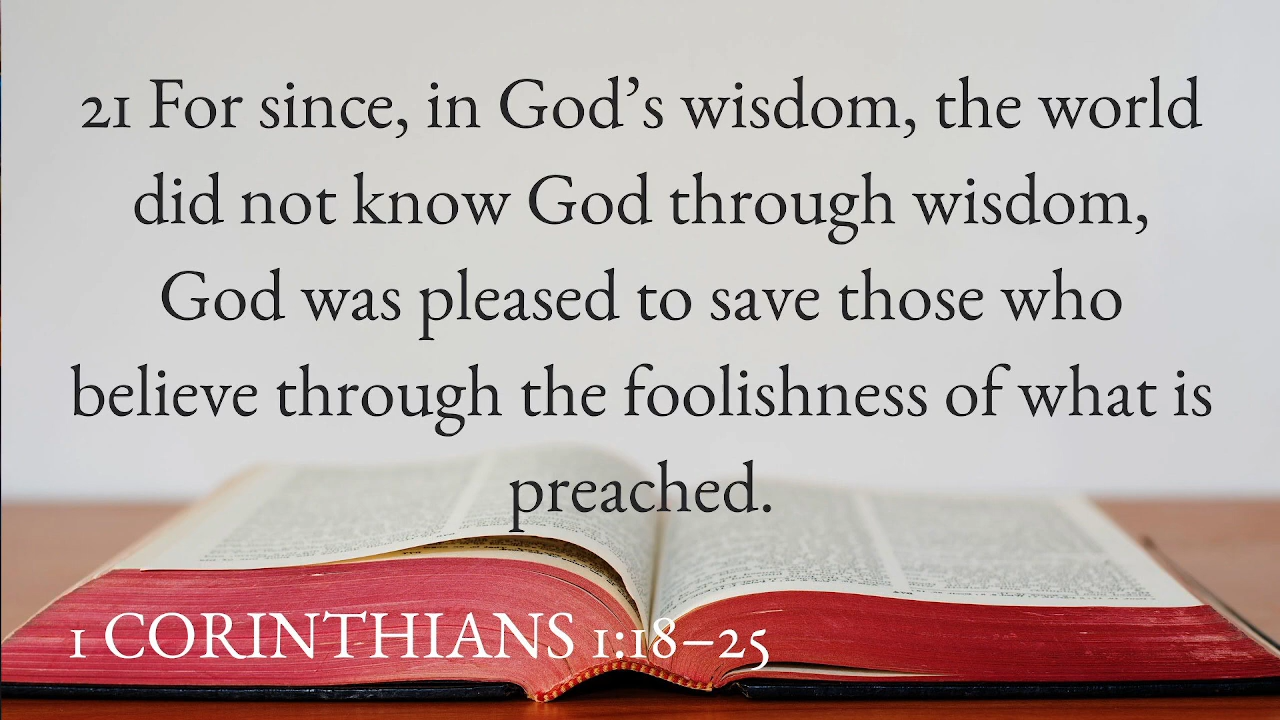 21 For since, in God’s wisdom, the world
did not know God through wisdom,
God was pleased to save those who
believe through the foolishness of what is
preached.
1 CORINTHIANS 1:18–25